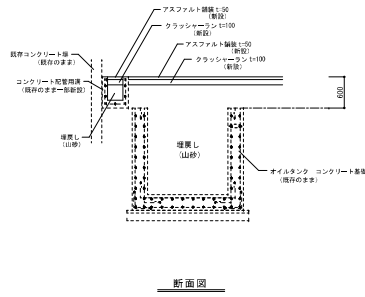 アスファルト舗装 t=50
(新設)
クラッシャーラン t=100
(新設)
アスファルト舗装 t=50
(新設)
クラッシャーラン t=100
(新設)
既存コンクリート塀
(既存のまま)
コンクリート配管用溝
(既存のまま一部新設)
600
埋戻し
(山砂)
埋戻し
(山砂)
オイルタンク コンクリート基礎
(既存のまま)
断面図